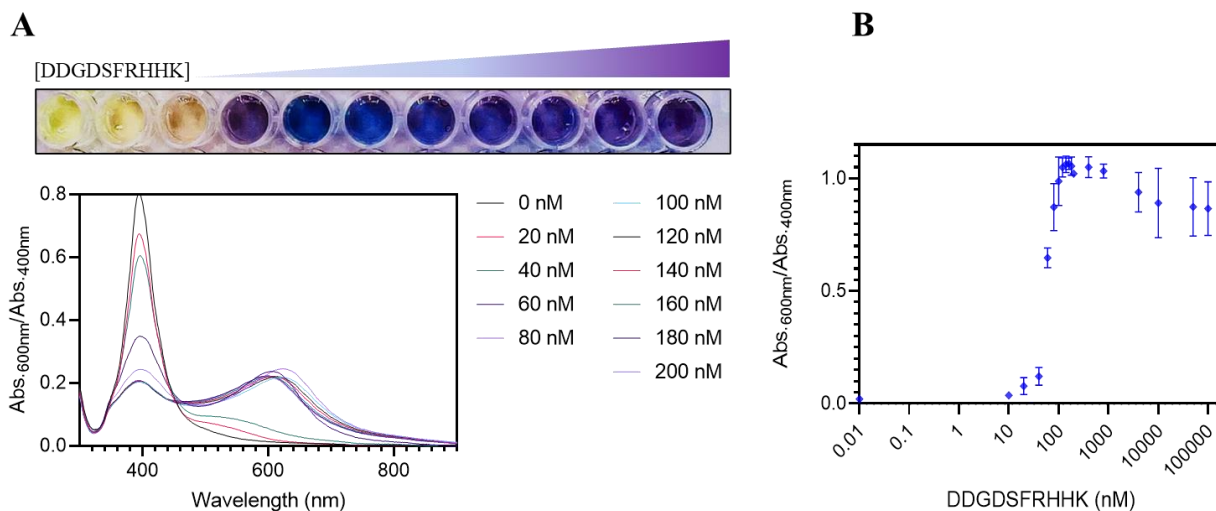 A
[DDGDSFRHHK]
Abs.600nm/Abs.400nm
0.8
0.6
0.4
0.2
0.0
400
600
800
Wavelength (nm)
0 nM
20 nM
40 nM
60 nM
80 nM
100 nM
120 nM
140 nM
160 nM
180 nM
200 nM
B
Abs.600nm/Abs.400nm
1.0
0.5
0.0
0.01
0.1
1
10
100
1000
10000
100000
DDGDSFRHHK (nM)